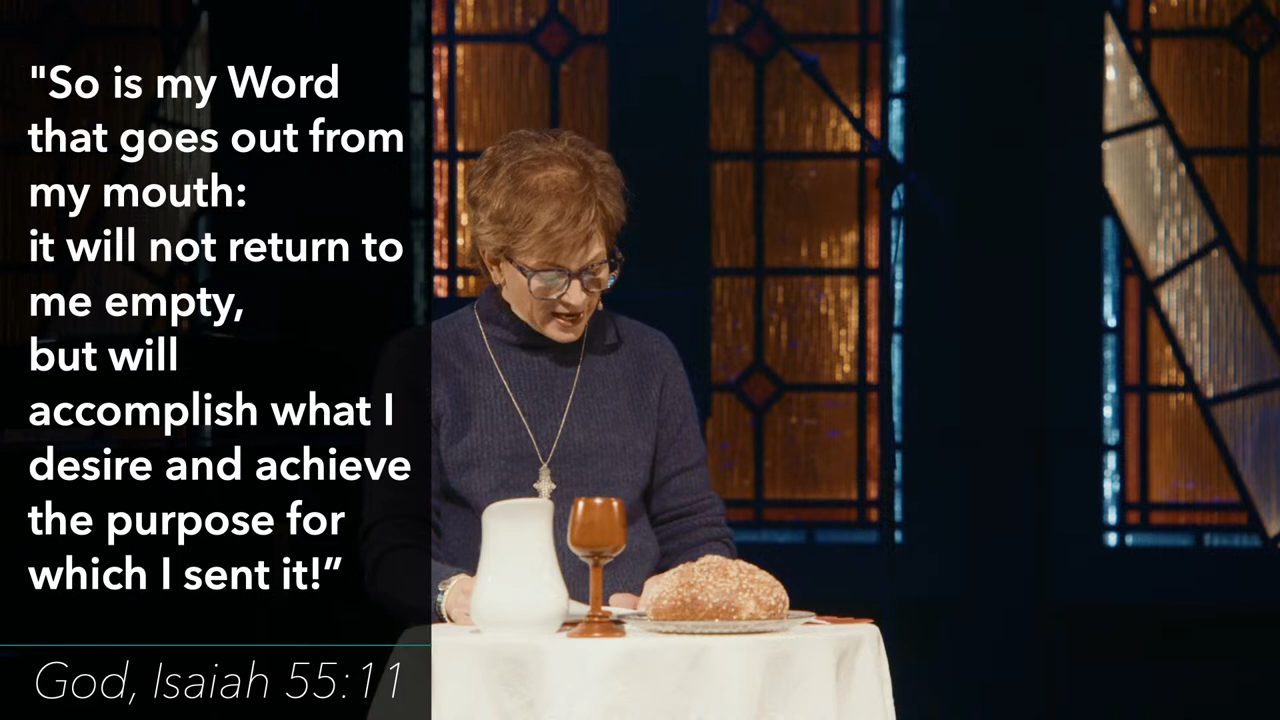 "So is my Word
that goes out from
my mouth:
it will not return to
me empty,
but will
accomplish what I
desire and achieve
the purpose for
which I sent it!”
God, Isaiah 55:11